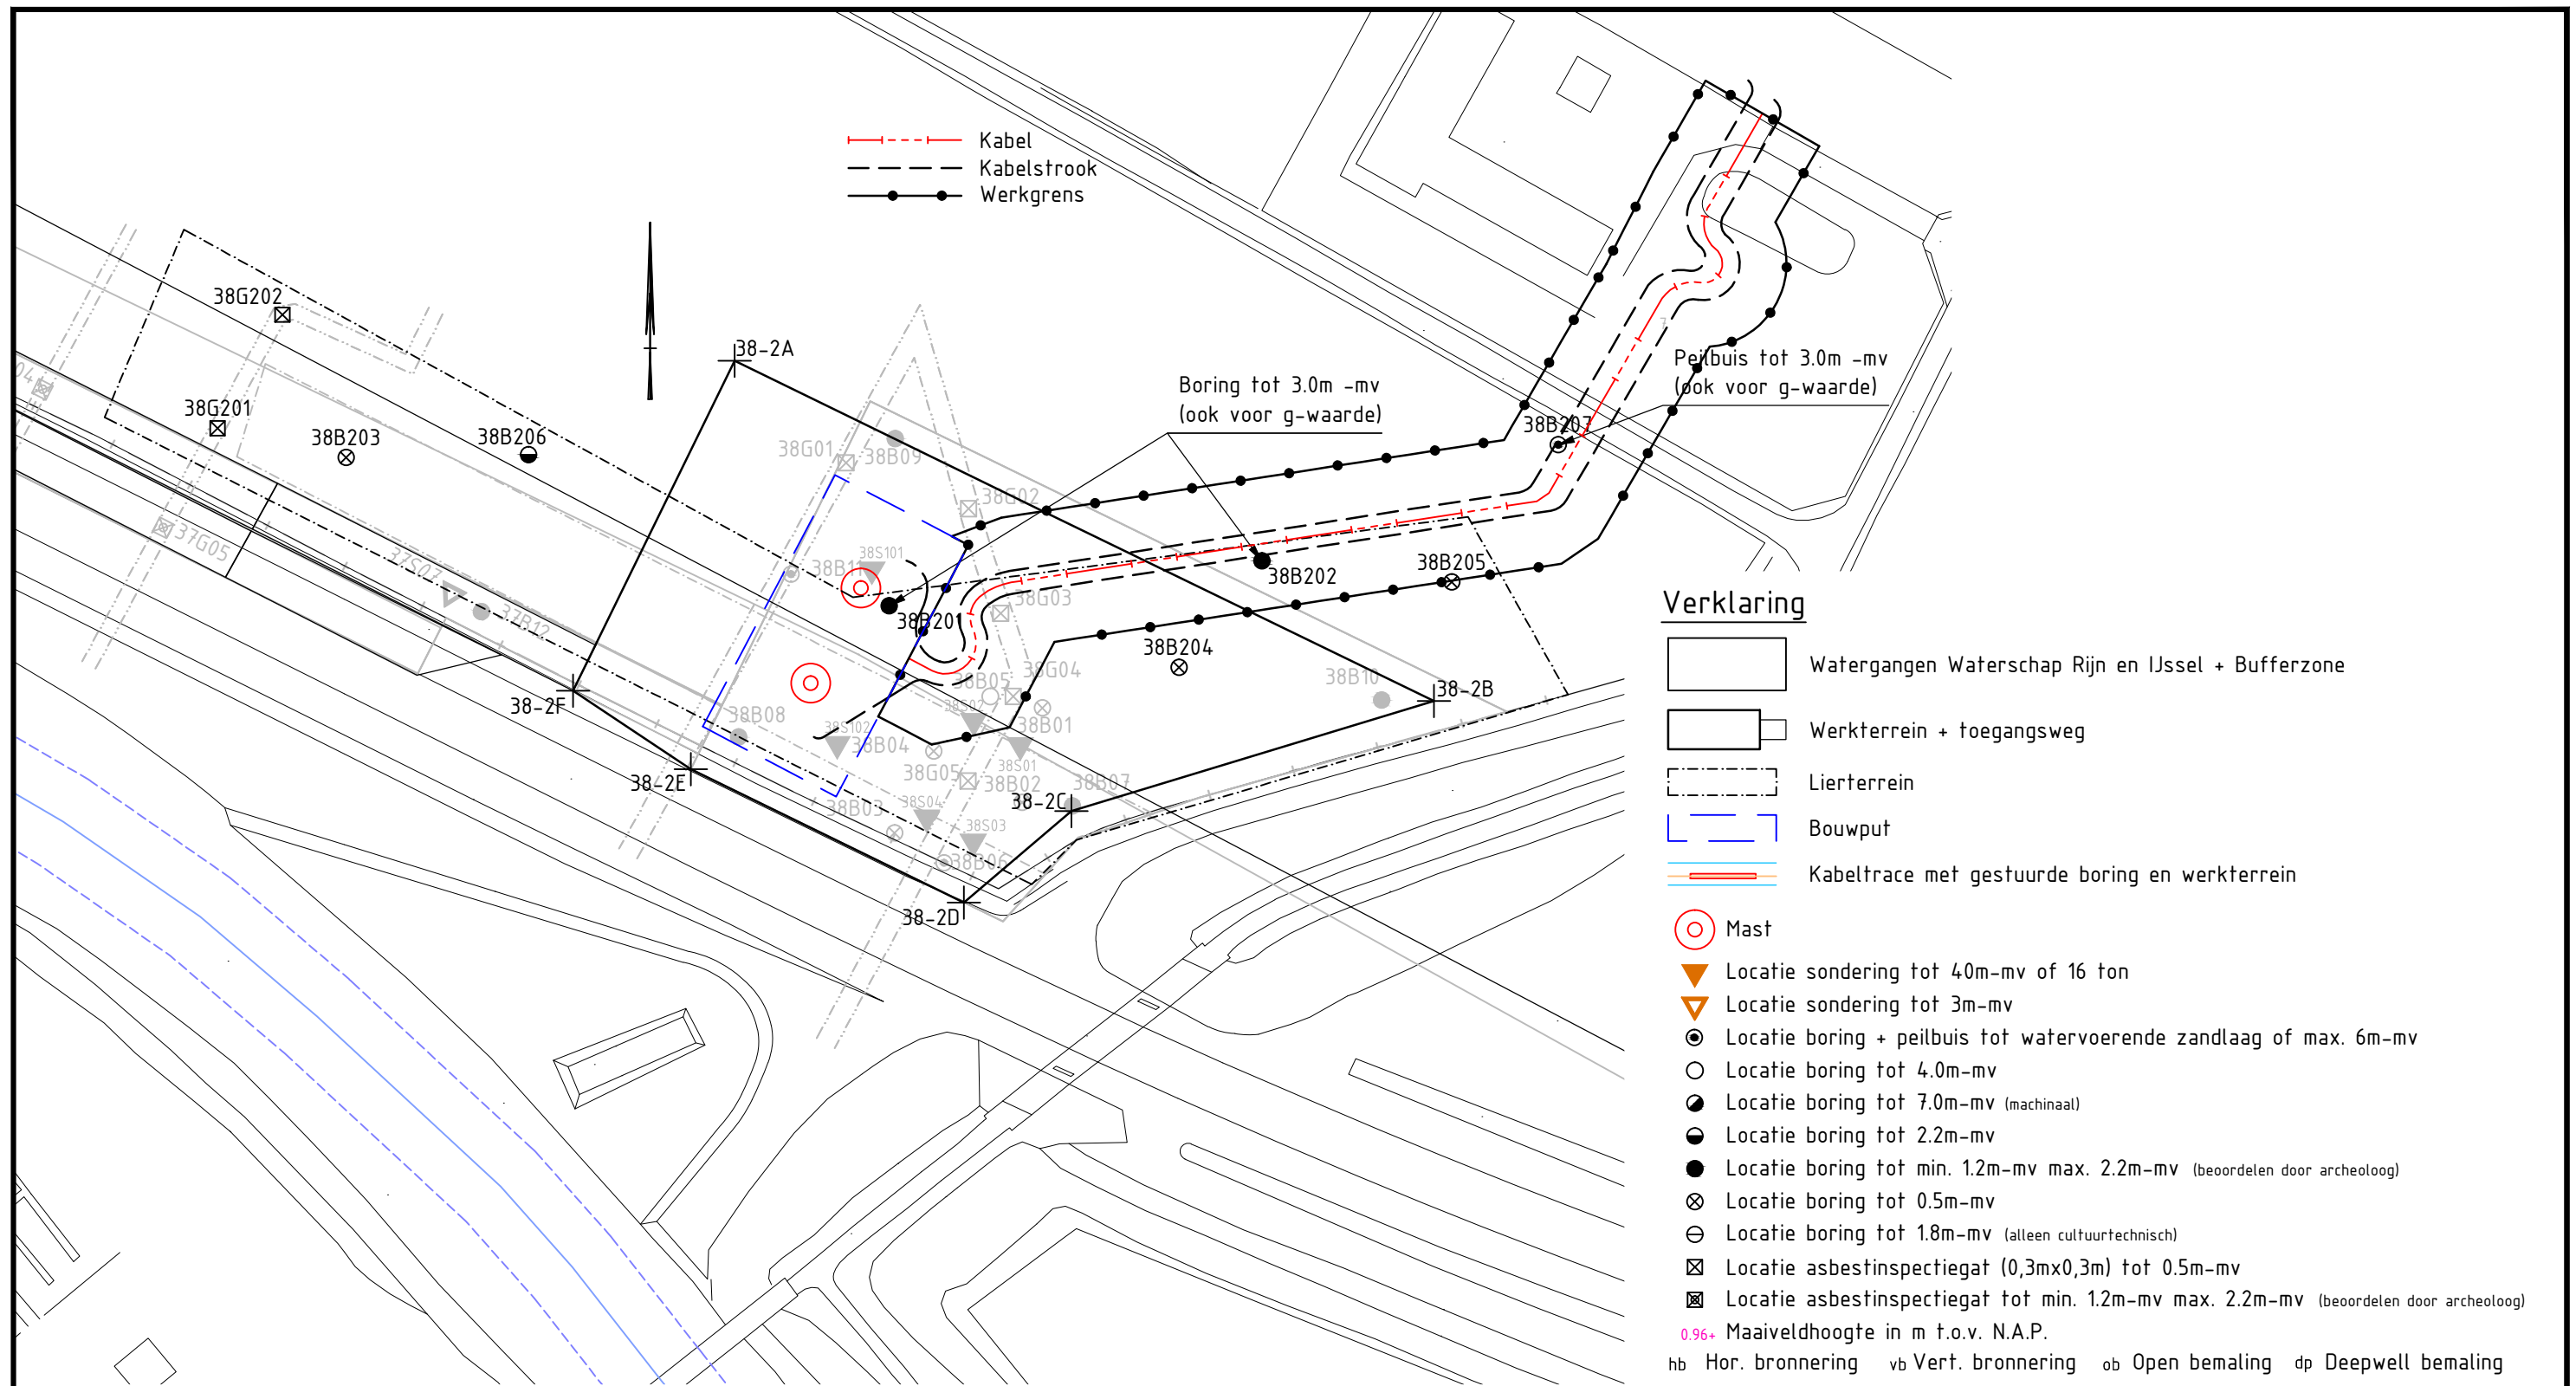 Kabel
Kabelstrook
Werkgrens
38G202
38-2A
Peilbuis tot 3.0m -mv
(ook voor g-waarde)
Boring tot 3.0m -mv
(ook voor g-waarde)
38G201
38B203
38B206
38B207
38G01
38B09
38G02
37G05
37S07
37B12
38S101
38B11
38B201
38B202
38B205
38G03
38B204
38G04
38B05
38B10
38-2B
38-2F
38B08
38S102
38B04
38S02
38B01
38S01
38G05
38B02
38B07
38-2E
38-2C
38B03
38S04
38S03
38B06
38-2D
Verklaring
Watergangen Waterschap Rijn en IJssel + Bufferzone
Werkterrein + toegangsweg
Lierterrein
Bouwput
Kabeltrace met gestuurde boring en werkterrein
Mast
Locatie sondering tot 40m-mv of 16 ton
Locatie sondering tot 3m-mv
Locatie boring + peilbuis tot watervoerende zandlaag of max. 6m-mv
Locatie boring tot 4.0m-mv
Locatie boring tot 7.0m-mv (machinaal)
Locatie boring tot 2.2m-mv
Locatie boring tot min. 1.2m-mv max. 2.2m-mv (beoordelen door archeoloog)
Locatie boring tot 0.5m-mv
Locatie boring tot 1.8m-mv (alleen cultuurtechnisch)
Locatie asbestinspectiegat (0,3mx0,3m) tot 0.5m-mv
Locatie asbestinspectiegat tot min. 1.2m-mv max. 2.2m-mv (beoordelen door archeoloog)
0.96+ Maaiveldhoogte in m t.o.v. N.A.P.
hb Hor. bronnering vb Vert. bronnering ob Open bemaling dp Deepwell bemaling